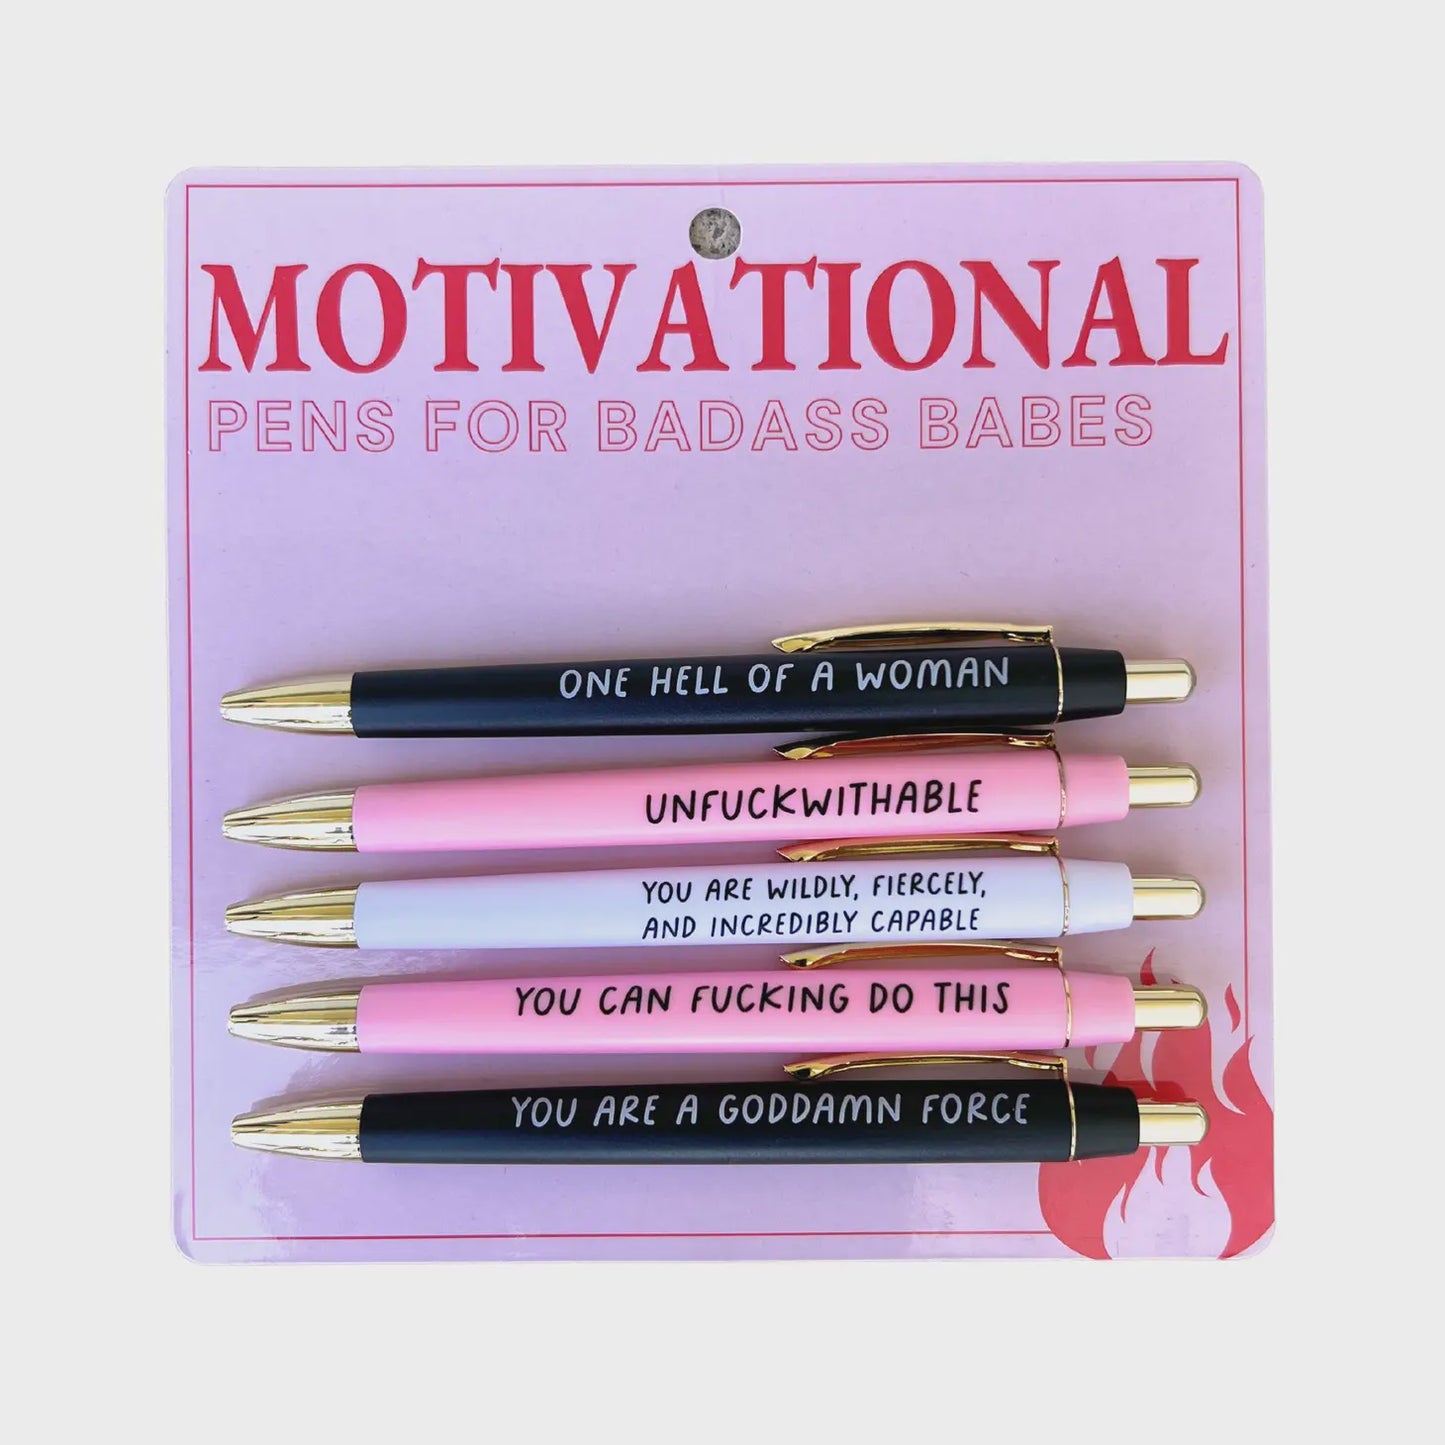 MOTIVATIONAL
PENS FOR BADASS BABES
ONE HELL OF A WOMAN
UNFUCKWITHABLE
YOU ARE WILDLY, FIERCELY,
AND INCREDIBLY CAPABLE
YOU CAN FUCKING DO THIS
YOU ARE A GODDAMN FORCE